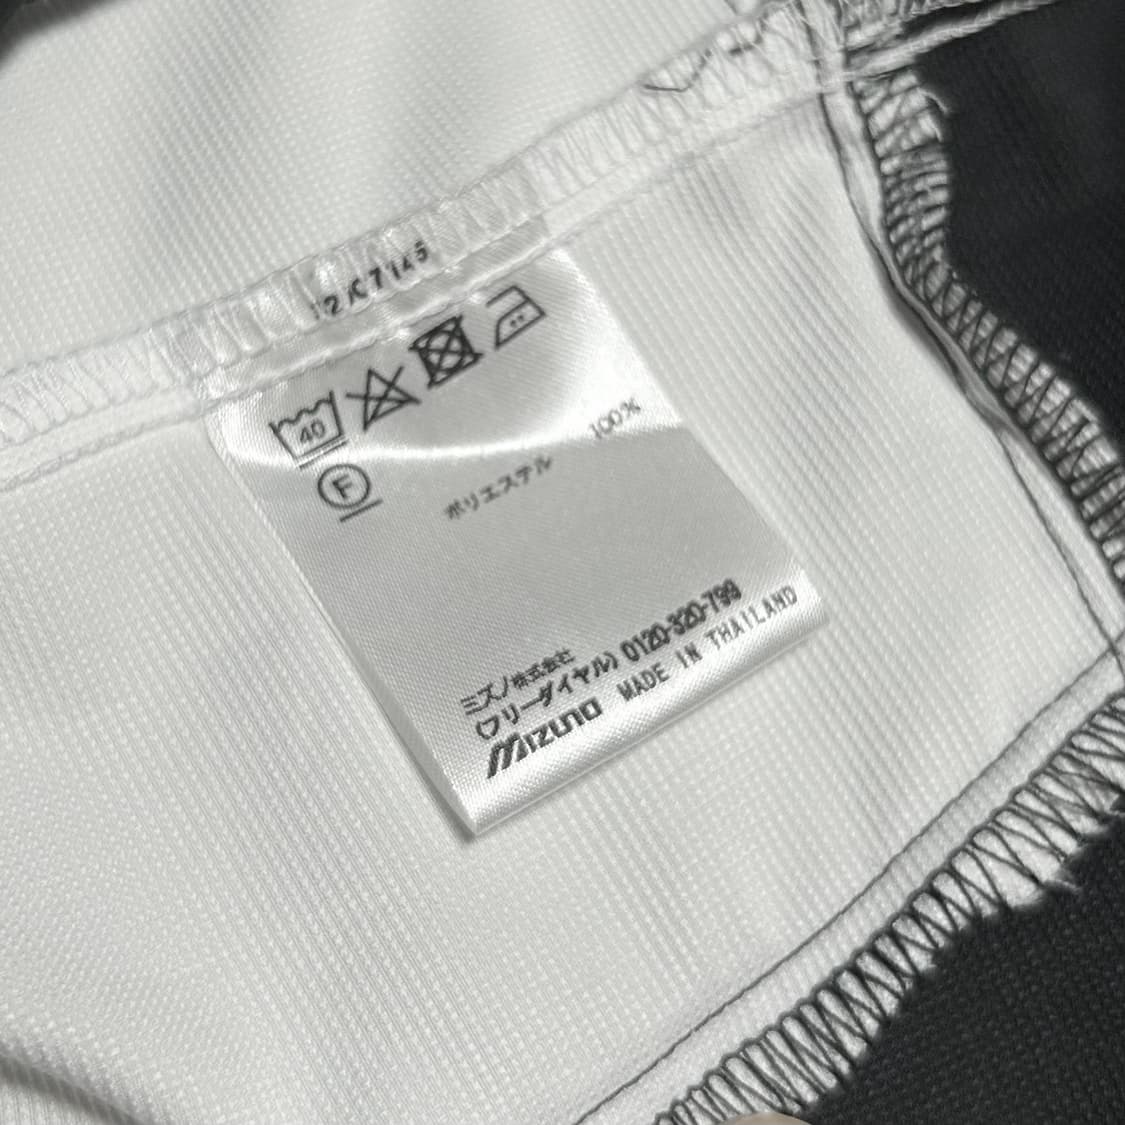 40
F
ポリエステル 100%
ミズノ株式会社
(フリーダイヤル) 0120-320-799
MIZUNO MADE IN THAILAND